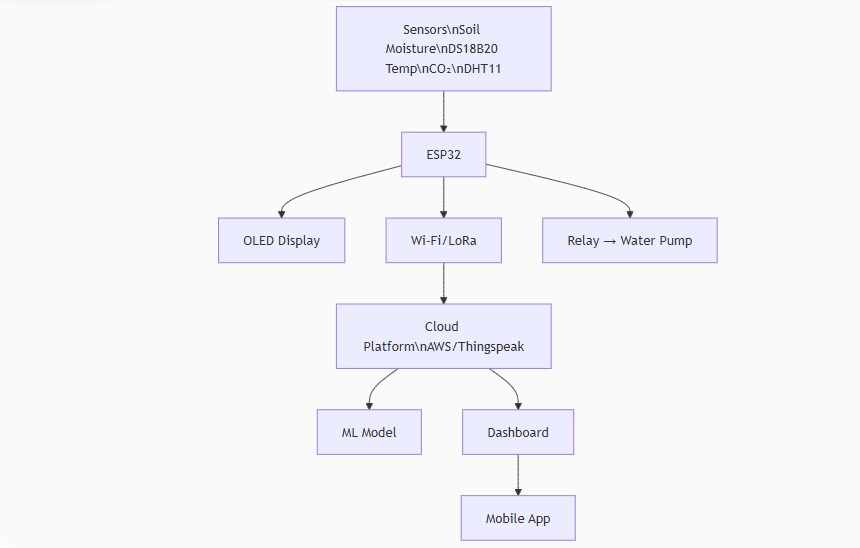 Sensors\nSoil
Moisture\nDS18B20
Temp\nCO₂\nDHT11
ESP32
OLED Display
Wi-Fi/LoRa
Relay → Water Pump
Cloud
Platform\nAWS/Thingspeak
ML Model
Dashboard
Mobile App